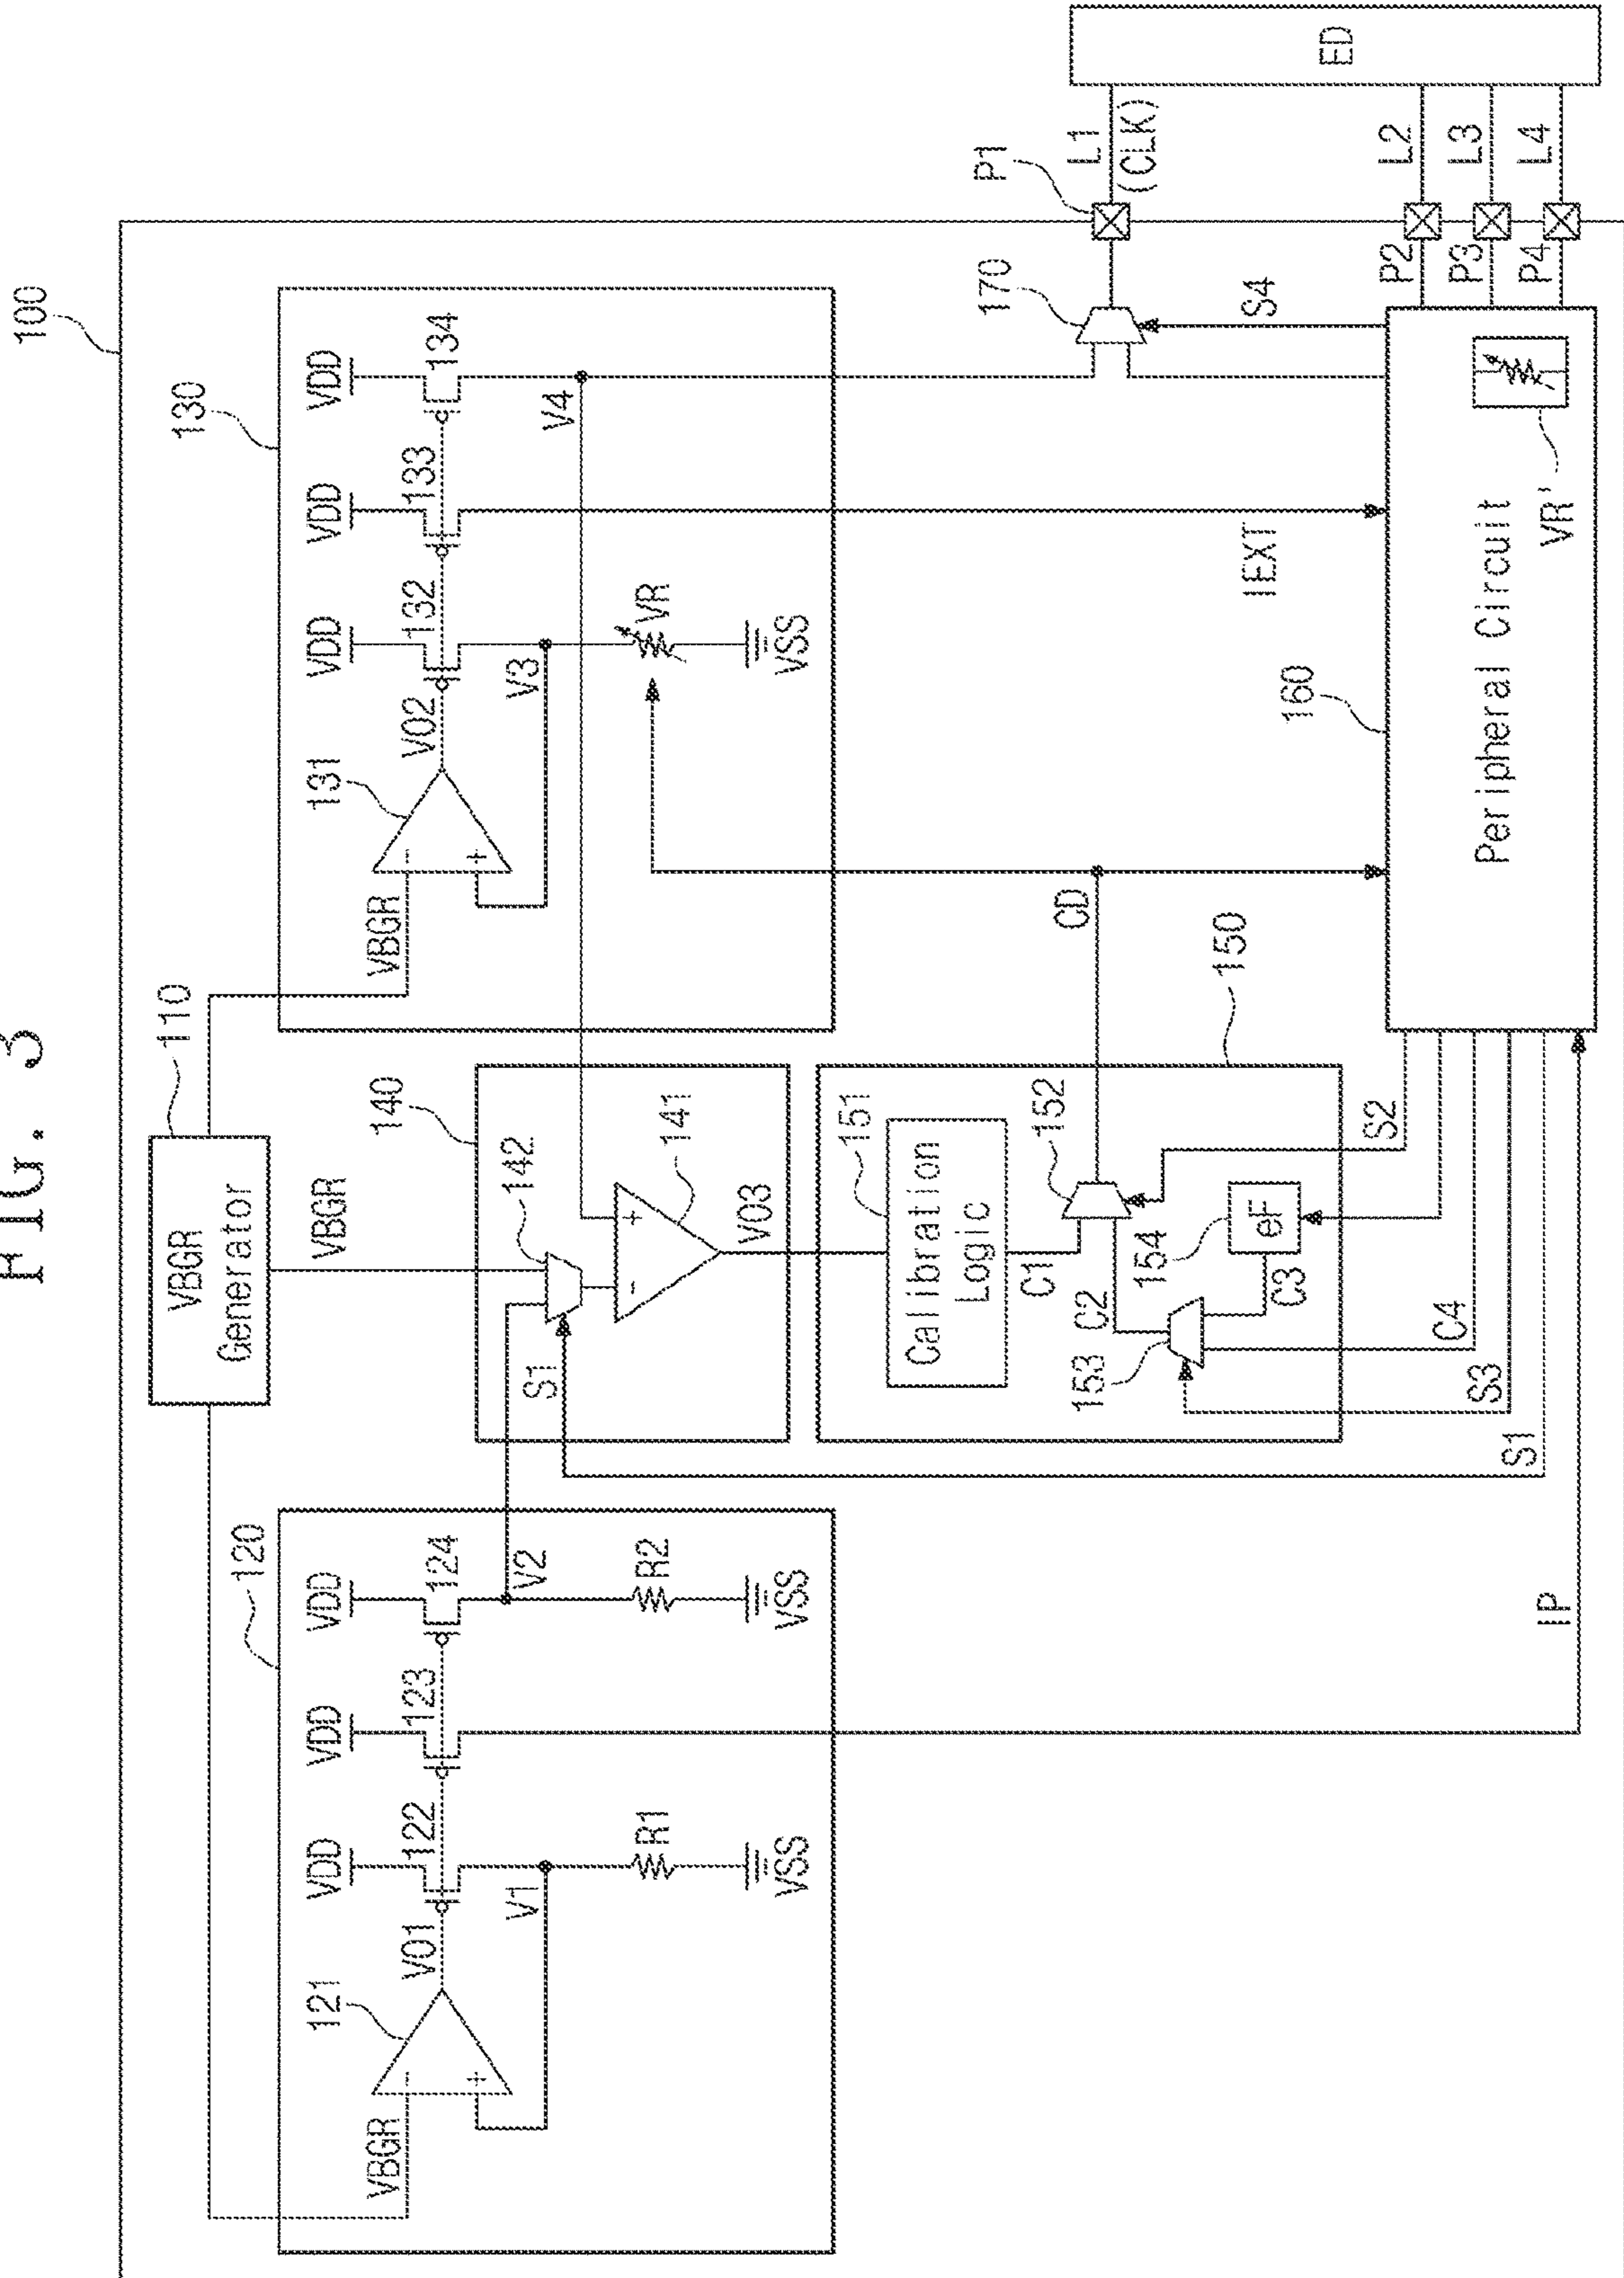 FIG. 3
100
110
VBGR
Generator
VBGR
120
VDD
VDD
VDD
121
122
123
124
VBGR
-
+
V01
V1
V2
R1
R2
VSS
VSS
130
VDD
VDD
VDD
131
132
133
134
VBGR
-
+
V02
V3
V4
VR
VSS
140
142
S1
-
+
141
V03
150
151
Calibration
Logic
C1
152
C2
153
154
eF
C3
CD
IEXT
170
S4
P1
L1
(CLK)
ED
S2
C4
S3
S1
IP
160
Peripheral Circuit
VR'
P2
L2
P3
L3
P4
L4